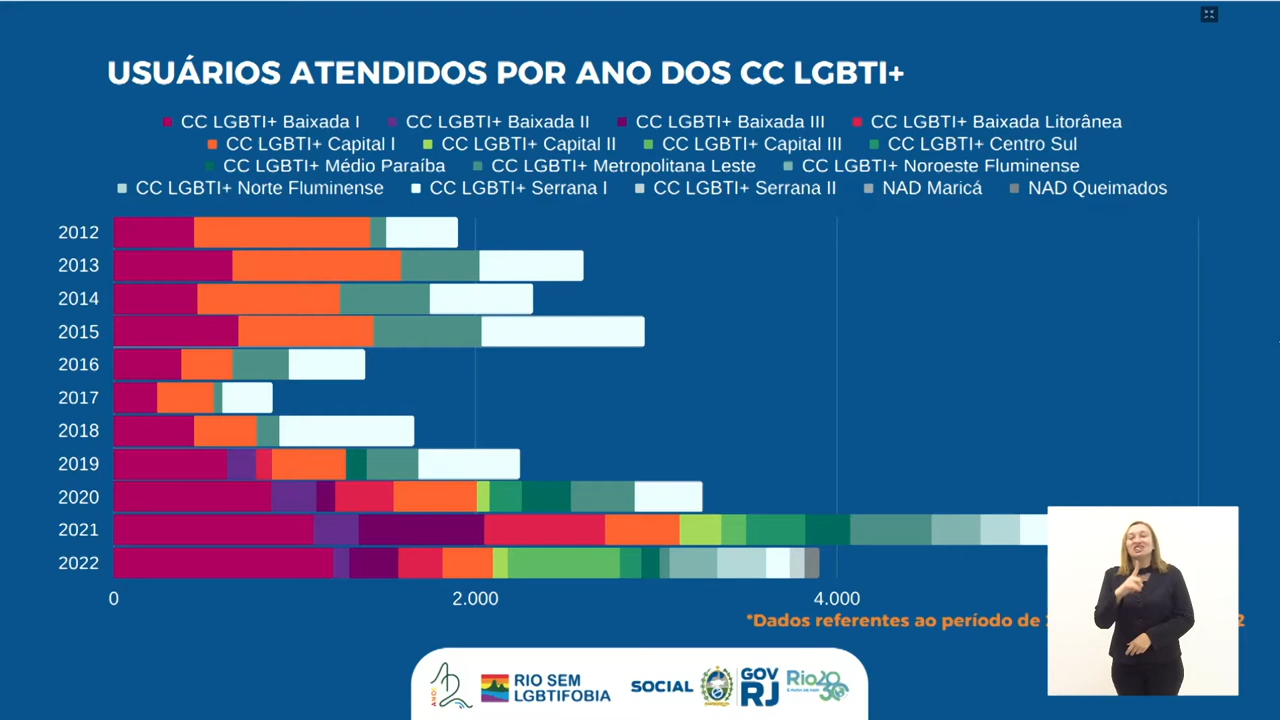 USUÁRIOS ATENDIDOS POR ANO DOS CC LGBTI+
CC LGBTI+ Baixada I CC LGBTI+ Baixada II CC LGBTI+ Baixada III CC LGBTI+ Baixada Litorânea
CC LGBTI+ Capital I CC LGBTI+ Capital II CC LGBTI+ Capital III CC LGBTI+ Centro Sul
CC LGBTI+ Médio Paraíba CC LGBTI+ Metropolitana Leste CC LGBTI+ Noroeste Fluminense
CC LGBTI+ Norte Fluminense CC LGBTI+ Serrana I CC LGBTI+ Serrana II NAD Maricá NAD Queimados
2012
2013
2014
2015
2016
2017
2018
2019
2020
2021
2022
0 2.000 4.000
*Dados referentes ao período de
RIO SEM
LGBTIFOBIA
SOCIAL
GOV
RJ
Rio2030